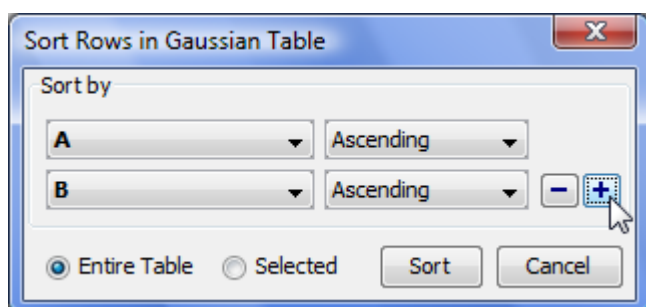 Sort Rows in Gaussian Table
Sort by
A Ascending
B Ascending
Entire Table Selected Sort Cancel